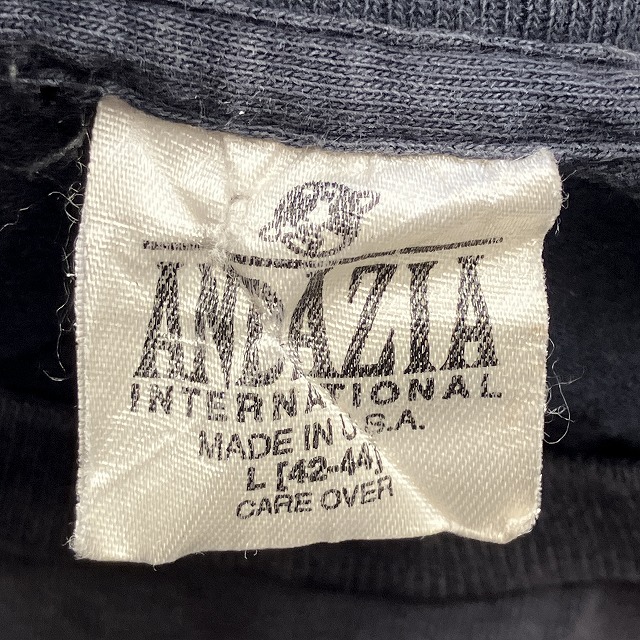 ANDAZIA
INTERNATIONAL
MADE IN U.S.A.
L [42-44]
CARE OVER